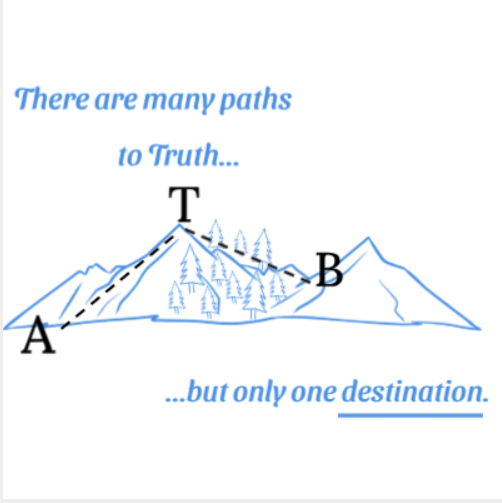 There are many paths
to Truth...
T
B
A
...but only one destination.